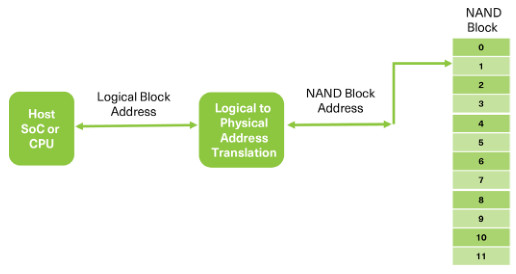 NAND
Block
0
1
2
3
4
5
6
7
8
9
10
11
Host
SoC or
CPU
Logical Block
Address
Logical to
Physical
Address
Translation
NAND Block
Address